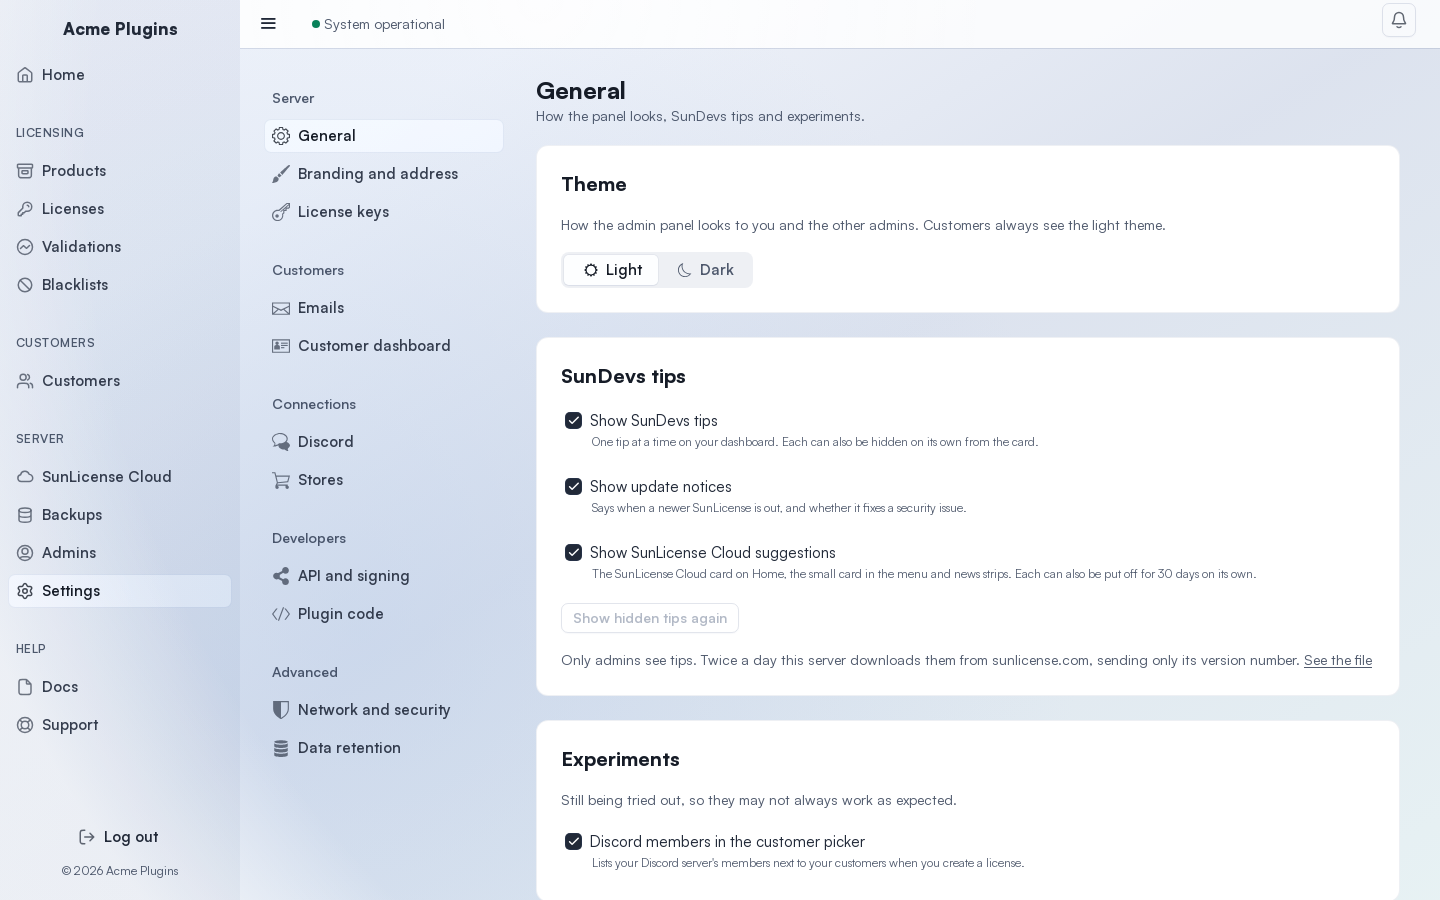 Acme Plugins
Home
LICENSING
Products
Licenses
Validations
Blacklists
CUSTOMERS
Customers
SERVER
SunLicense Cloud
Backups
Admins
Settings
HELP
Docs
Support
Log out
© 2026 Acme Plugins
System operational
Server
General
Branding and address
License keys
Customers
Emails
Customer dashboard
Connections
Discord
Stores
Developers
API and signing
Plugin code
Advanced
Network and security
Data retention
General
How the panel looks, SunDevs tips and experiments.
Theme
How the admin panel looks to you and the other admins. Customers always see the light theme.
Light
Dark
SunDevs tips
Show SunDevs tips
One tip at a time on your dashboard. Each can also be hidden on its own from the card.
Show update notices
Says when a newer SunLicense is out, and whether it fixes a security issue.
Show SunLicense Cloud suggestions
The SunLicense Cloud card on Home, the small card in the menu and news strips. Each can also be put off for 30 days on its own.
Show hidden tips again
Only admins see tips. Twice a day this server downloads them from sunlicense.com, sending only its version number. See the file
Experiments
Still being tried out, so they may not always work as expected.
Discord members in the customer picker
Lists your Discord server's members next to your customers when you create a license.